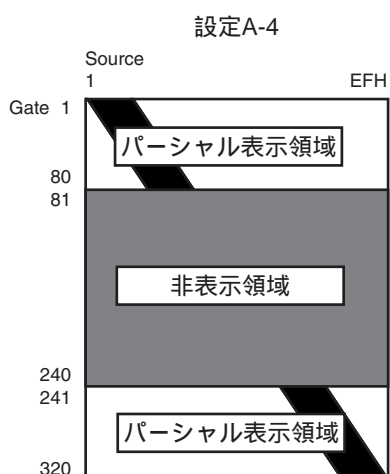 設定A-4
Source
1 EFH
Gate 1
パーシャル表示領域
80
81
非表示領域
240
241
パーシャル表示領域
320